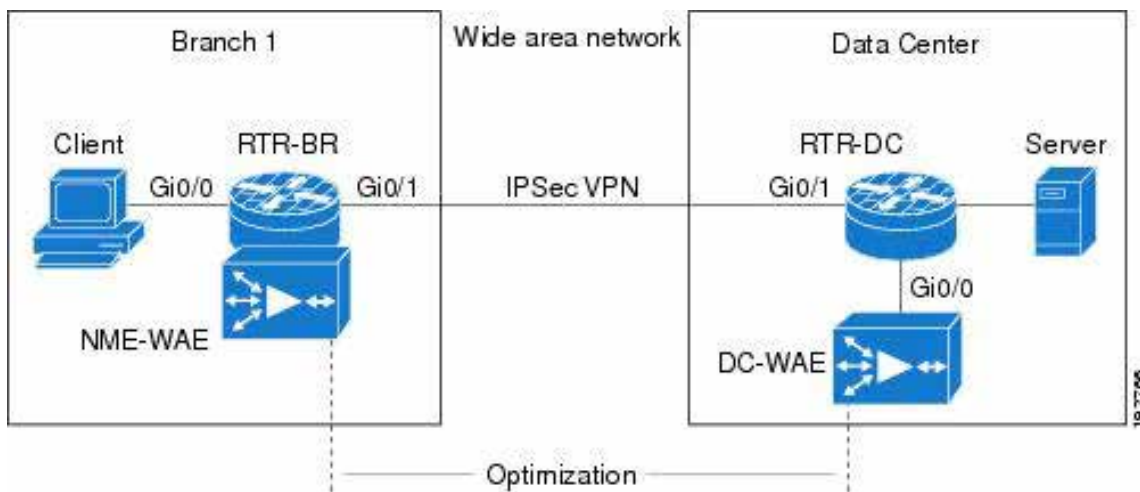 Branch 1
Wide area network
Data Center
Client
RTR-BR
RTR-DC
Server
Gi0/0
Gi0/1
IPSec VPN
Gi0/1
Gi0/0
NME-WAE
DC-WAE
Optimization